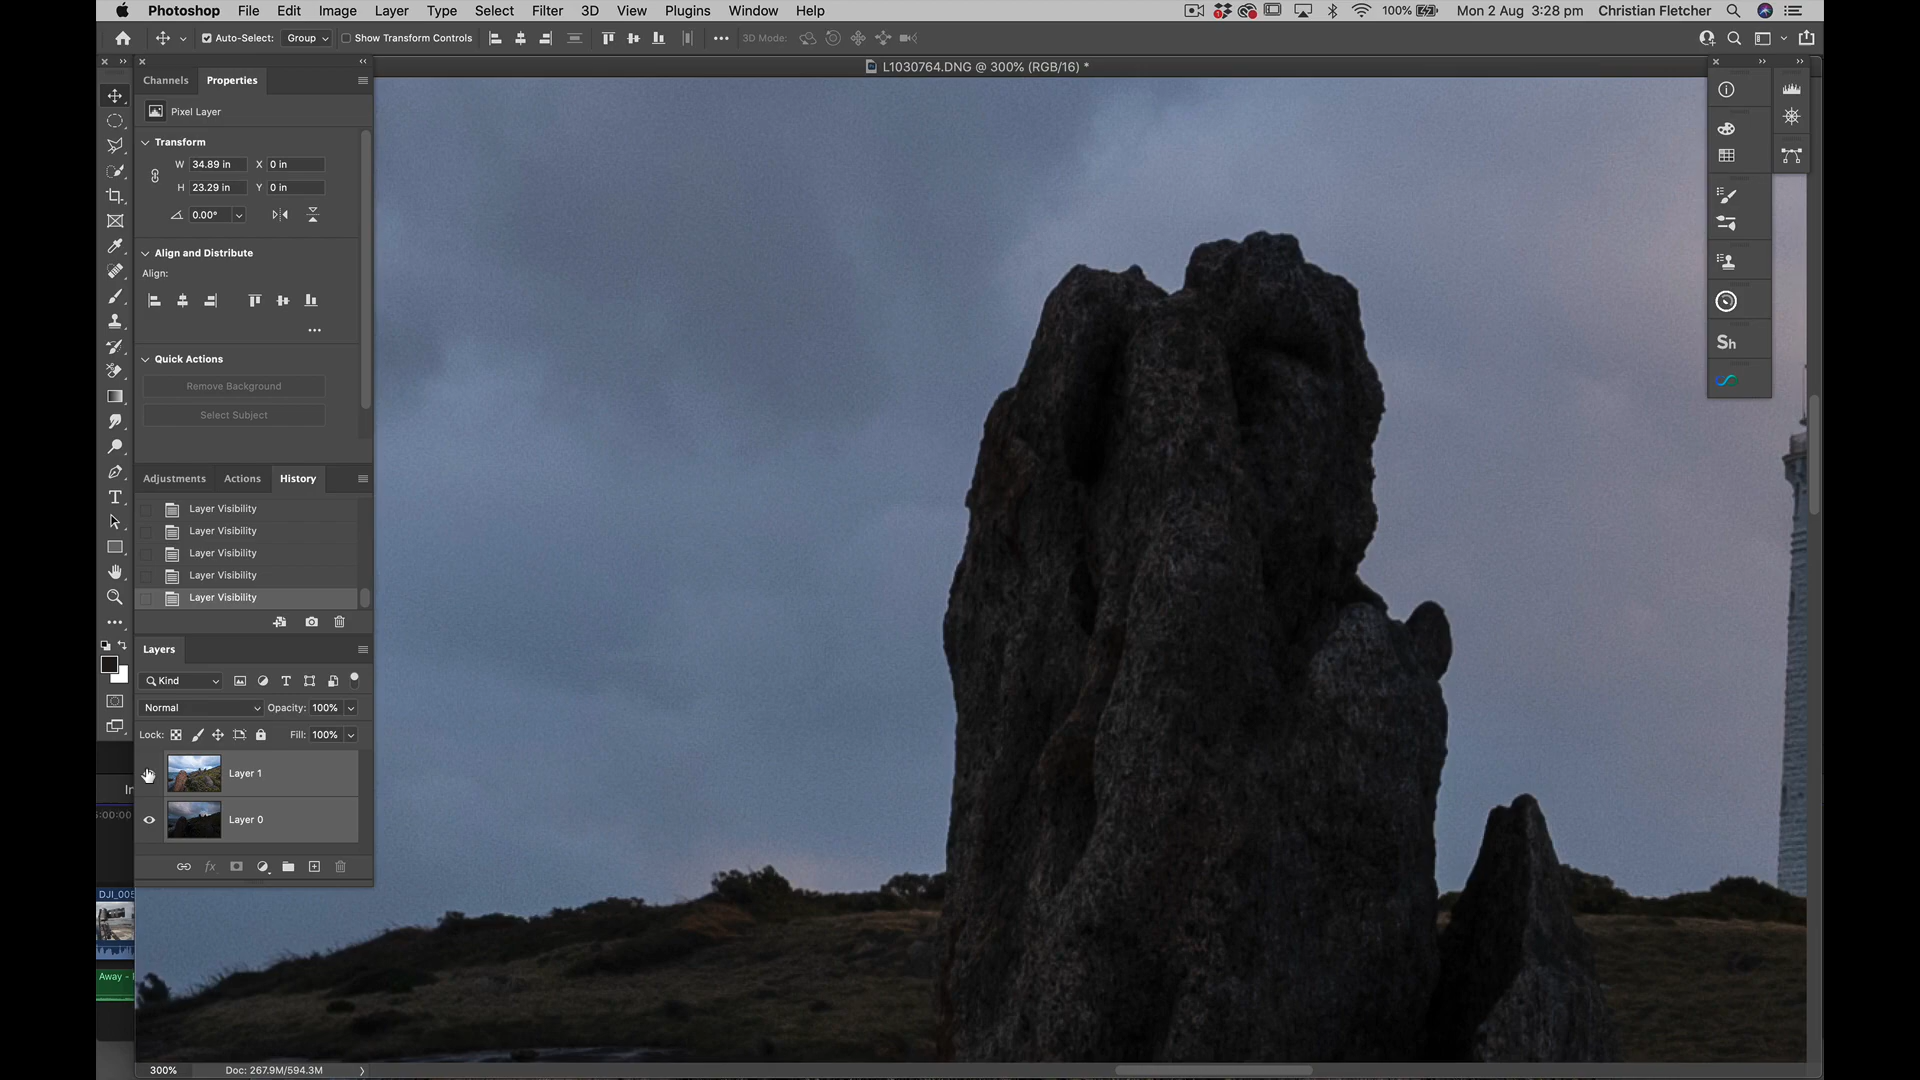 Photoshop File Edit Image Layer Type Select Filter 3D View Plugins Window Help 100% Mon 2 Aug 3:28 pm Christian Fletcher
Auto-Select: Group Show Transform Controls 3D Mode:
L1030764.DNG @ 300% (RGB/16) *
Channels Properties
Pixel Layer
Transform
W 34.89 in X 0 in
H 23.29 in Y 0 in
0.00°
Align and Distribute
Align:
Quick Actions
Remove Background
Select Subject
Sh
Adjustments Actions History
Layer Visibility
Layer Visibility
Layer Visibility
Layer Visibility
Layer Visibility
Layers
Kind
Normal Opacity: 100%
Lock: Fill: 100%
Layer 1
In
5:00:00
Layer 0
DJI_005
Away -
300% Doc: 267.9M/594.3M